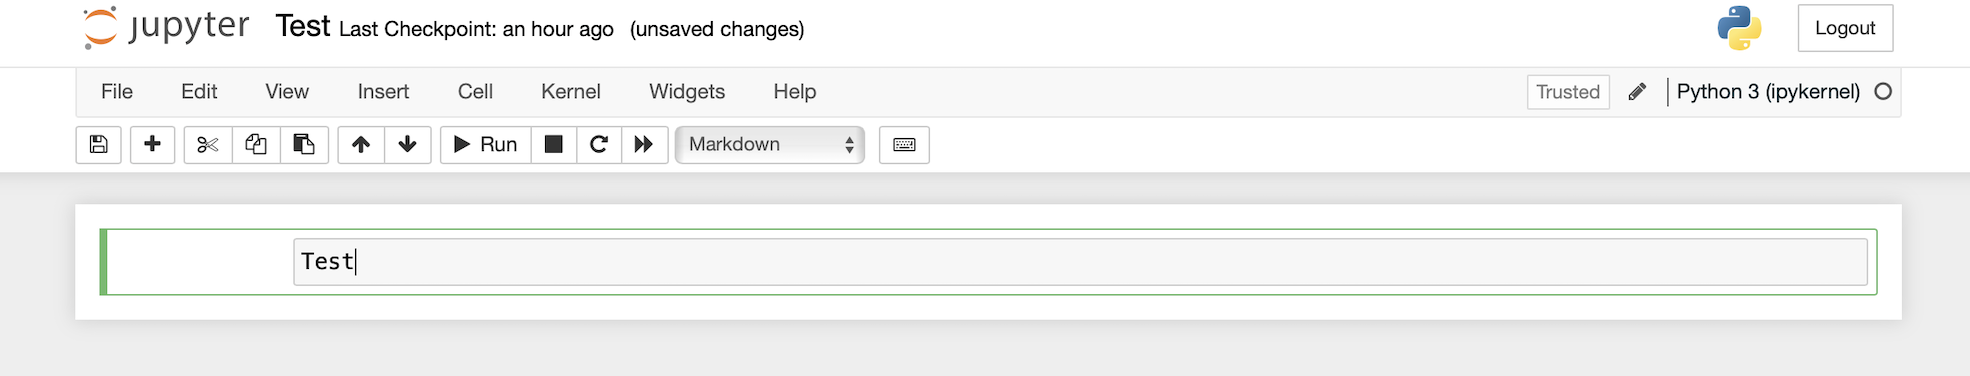 jupyter Test Last Checkpoint: an hour ago (unsaved changes) Logout
File Edit View Insert Cell Kernel Widgets Help Trusted Python 3 (ipykernel)
Run Markdown
Test